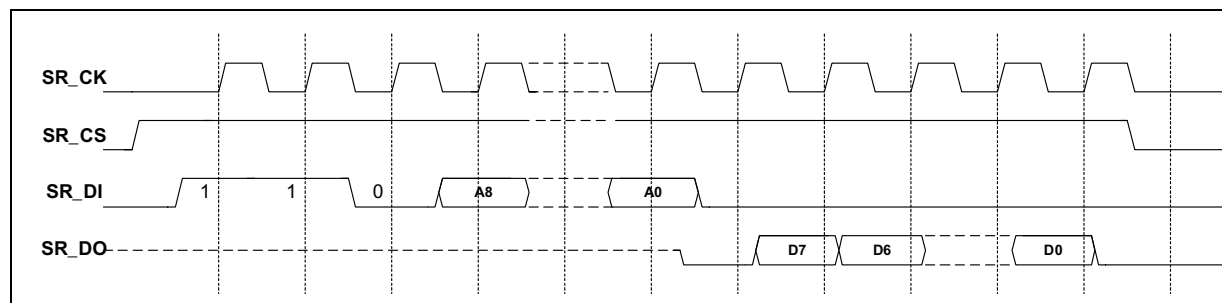 SR_CK
SR_CS
SR_DI 1 1 0 A8 A0
SR_DO D7 D6 D0